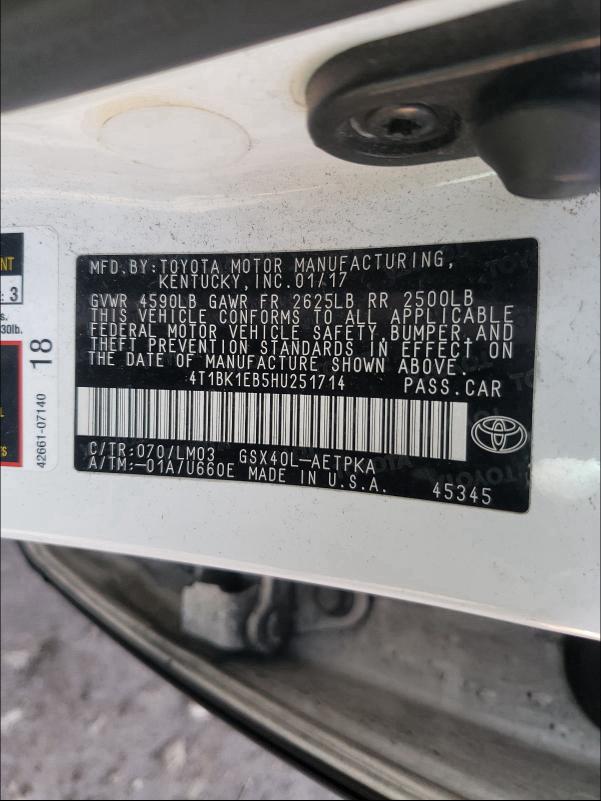 MFD.BY:TOYOTA MOTOR MANUFACTURING,
KENTUCKY, INC.01/17
GVWR 4590LB GAWR FR 2625LB RR 2500LB
THIS VEHICLE CONFORMS TO ALL APPLICABLE
FEDERAL MOTOR VEHICLE SAFETY,BUMPER,AND
THEFT PREVENTION STANDARDS IN EFFECT ON
THE DATE OF MANUFACTURE SHOWN ABOVE.
4T1BK1EB5HU251714 PASS.CAR
C/TR:070/LM03 GSX40L-AETPKA
A/TM:-01A/U660E MADE IN U.S.A. 45345
: 3
30lb.
18
42661-07140